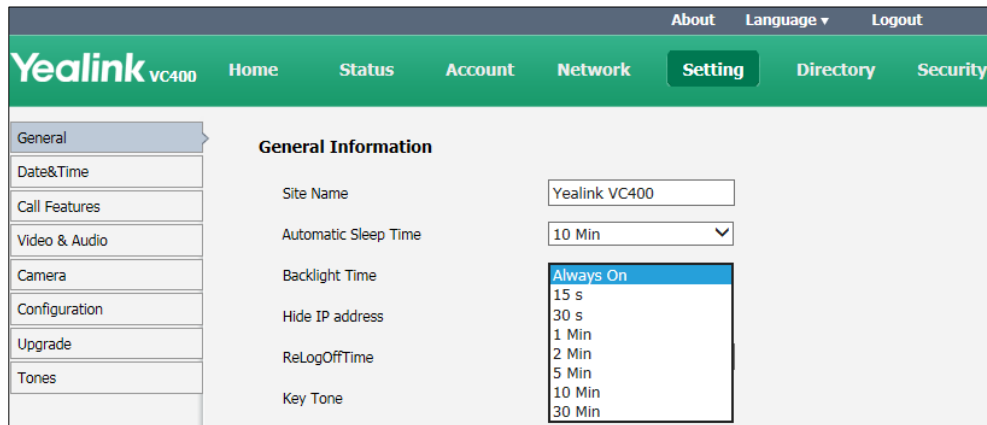 About Language ▾ Logout
Yealink VC400 Home Status Account Network Setting Directory Security
General
Date&Time
Call Features
Video & Audio
Camera
Configuration
Upgrade
Tones
General Information
Site Name Yealink VC400
Automatic Sleep Time 10 Min
Backlight Time Always On
15 s
Hide IP address 30 s
1 Min
ReLogOffTime 2 Min
5 Min
Key Tone 10 Min
30 Min